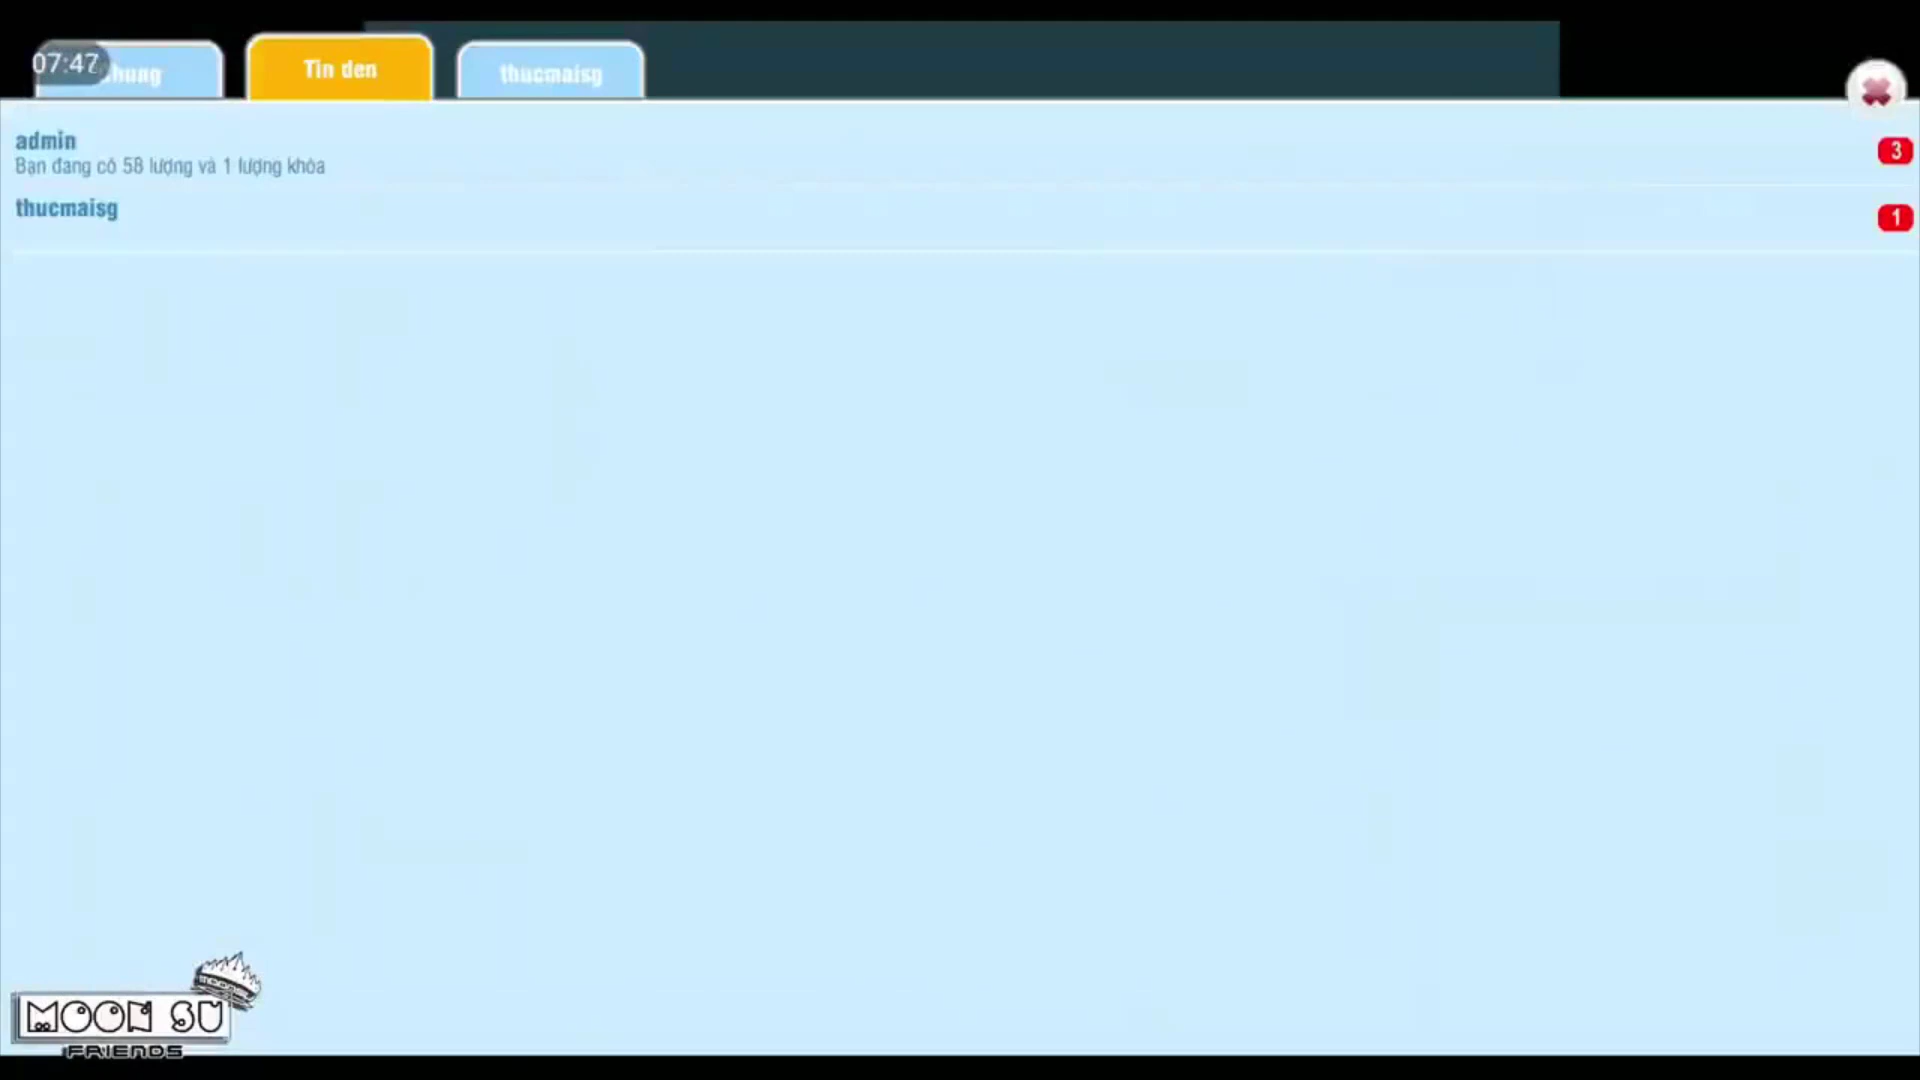 07:47
hung
Tin den
thucmaisg
admin
Bạn đang có 58 lượng và 1 lượng khóa
3
thucmaisg
1
MOON SU
FRIENDS